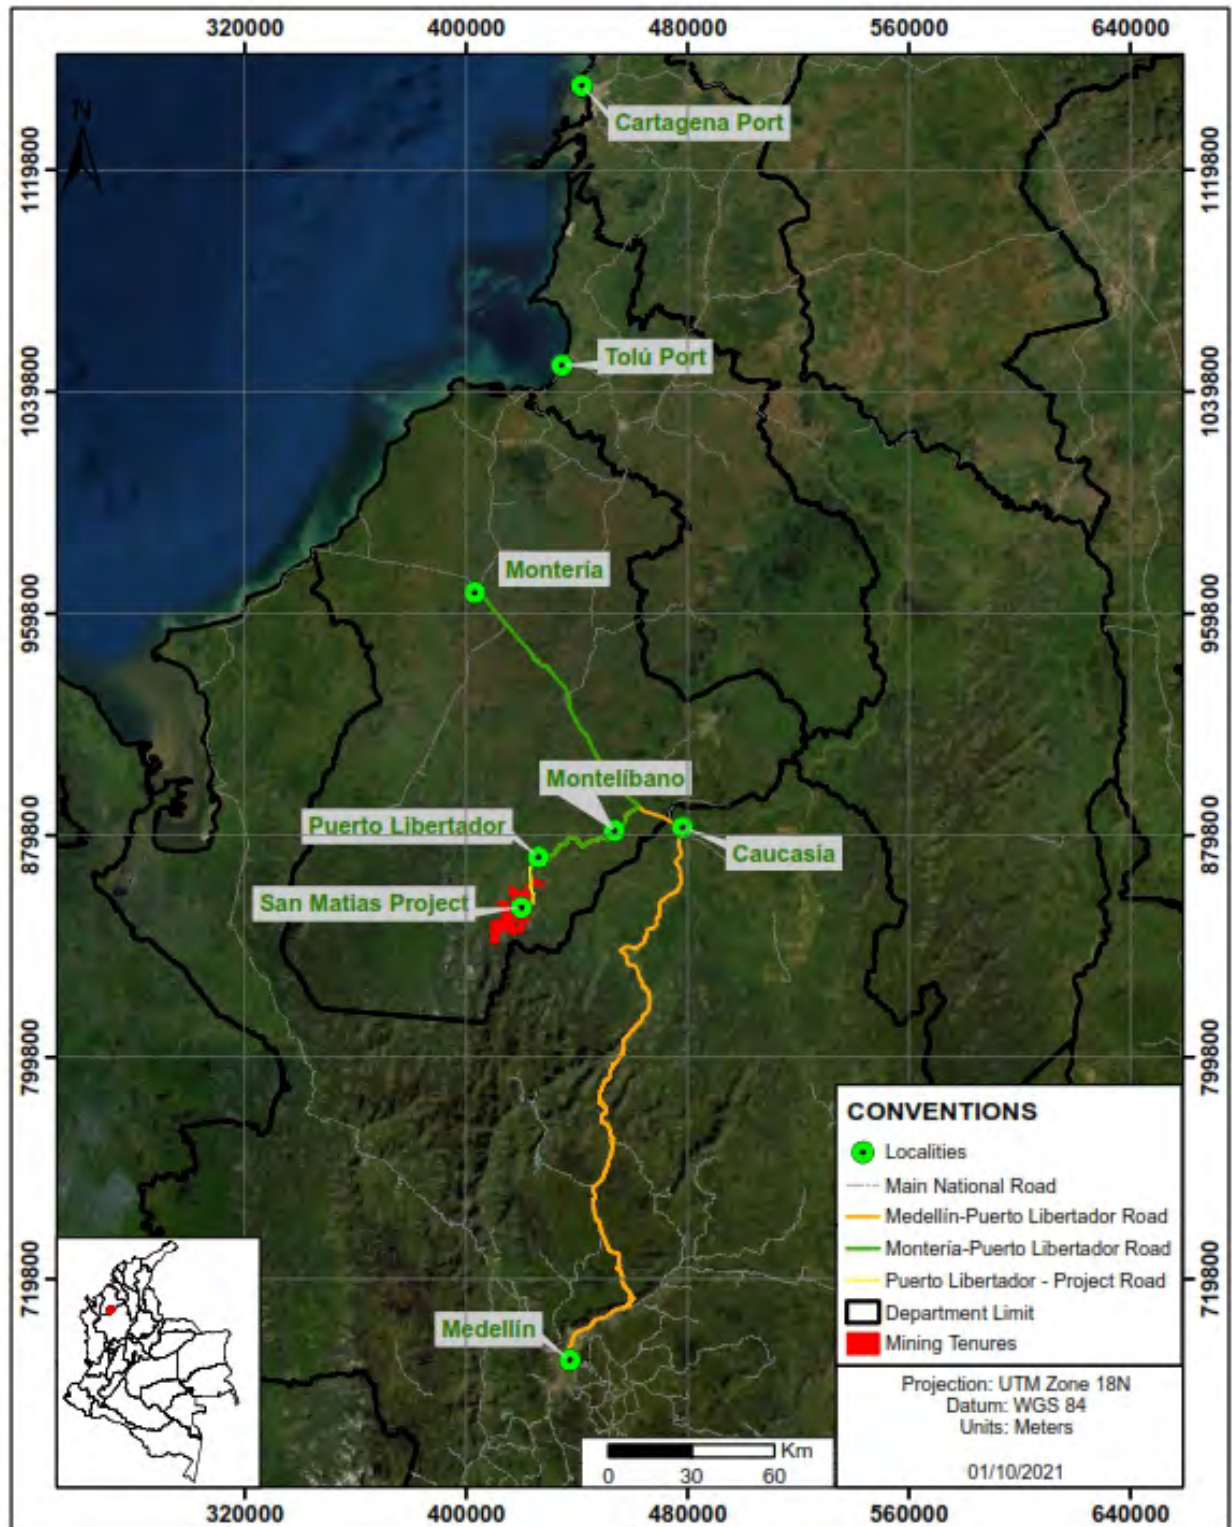 320000 400000 480000 560000 640000
N
Cartagena Port
1119800 1119800
Tolú Port
1039800 1039800
Montería
959800 959800
Montelíbano
Puerto Libertador
879800 879800
Caucasia
San Matias Project
799800 799800
CONVENTIONS
Localities
Main National Road
Medellín-Puerto Libertador Road
Montería-Puerto Libertador Road
Puerto Libertador - Project Road
Department Limit
Mining Tenures
719800 719800
Medellín
Projection: UTM Zone 18N
Datum: WGS 84
Units: Meters
01/10/2021
Km
0 30 60
320000 400000 480000 560000 640000